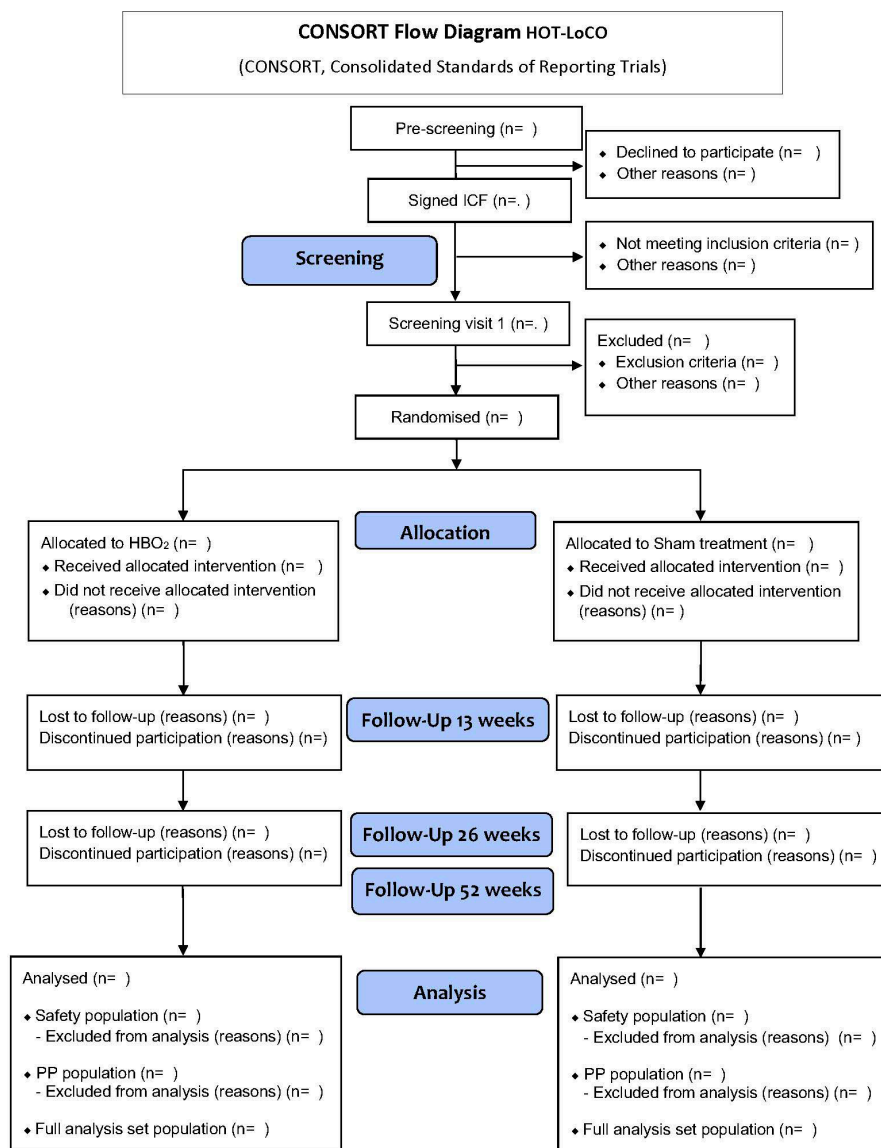 CONSORT Flow Diagram HOT-LoCO
(CONSORT, Consolidated Standards of Reporting Trials)
Pre-screening (n= )
◆ Declined to participate (n= )
◆ Other reasons (n= )
Signed ICF (n=. )
Screening
◆ Not meeting inclusion criteria (n= )
◆ Other reasons (n= )
Screening visit 1 (n=. )
Excluded (n= )
◆ Exclusion criteria (n= )
◆ Other reasons (n= )
Randomised (n= )
Allocation
Allocated to HBO₂ (n= )
◆ Received allocated intervention (n= )
◆ Did not receive allocated intervention
(reasons) (n= )
Allocated to Sham treatment (n= )
◆ Received allocated intervention (n= )
◆ Did not receive allocated intervention
(reasons) (n= )
Lost to follow-up (reasons) (n= )
Discontinued participation (reasons) (n=)
Follow-Up 13 weeks
Lost to follow-up (reasons) (n= )
Discontinued participation (reasons) (n= )
Lost to follow-up (reasons) (n= )
Discontinued participation (reasons) (n=)
Follow-Up 26 weeks
Lost to follow-up (reasons) (n= )
Discontinued participation (reasons) (n= )
Follow-Up 52 weeks
Analysed (n= )
◆ Safety population (n= )
- Excluded from analysis (reasons) (n= )
◆ PP population (n= )
- Excluded from analysis (reasons) (n= )
◆ Full analysis set population (n= )
Analysis
Analysed (n= )
◆ Safety population (n= )
- Excluded from analysis (reasons) (n= )
◆ PP population (n= )
- Excluded from analysis (reasons) (n= )
◆ Full analysis set population (n= )